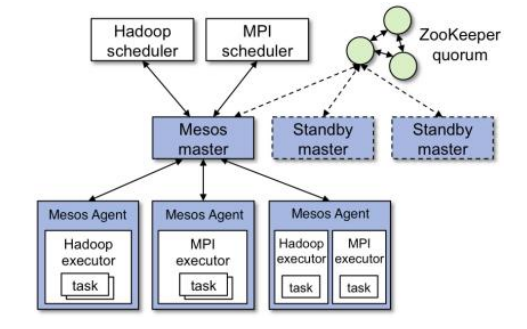 Hadoop
scheduler
MPI
scheduler
ZooKeeper
quorum
Mesos
master
Standby
master
Standby
master
Mesos Agent
Hadoop
executor
task
Mesos Agent
MPI
executor
task
Mesos Agent
Hadoop
executor
task
MPI
executor
task